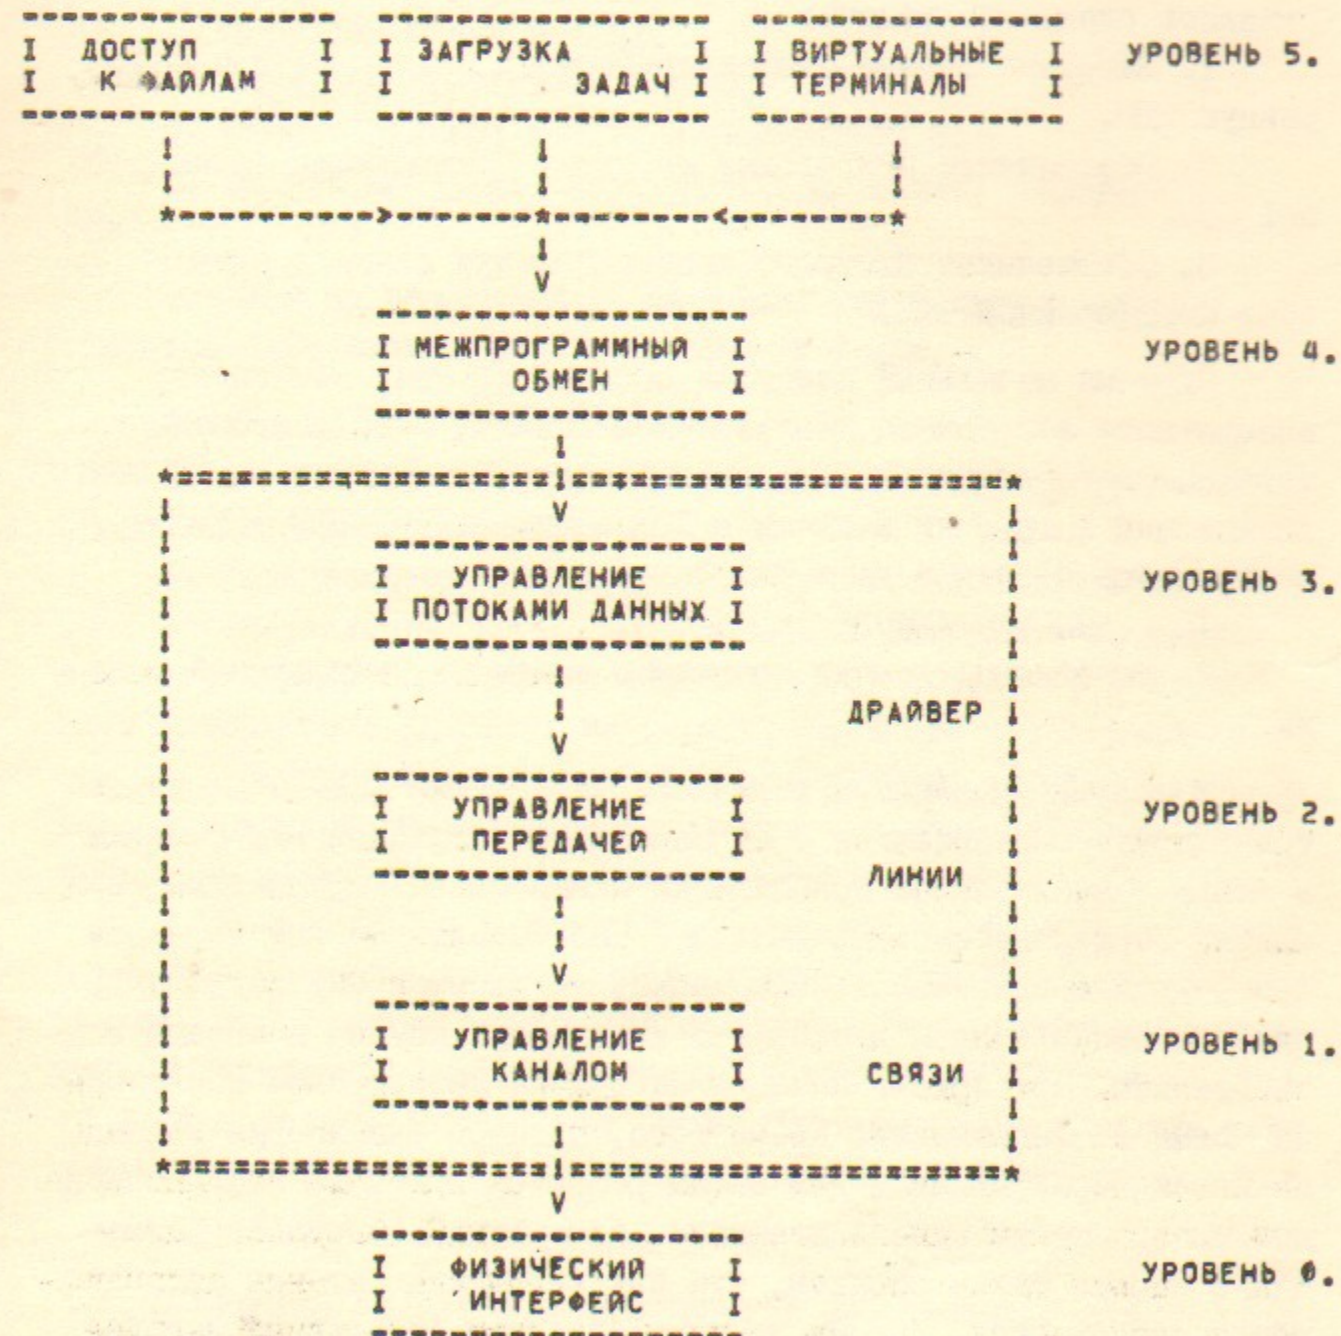 ДОСТУП ЗАГРУЗКА ВИРТУАЛЬНЫЕ УРОВЕНЬ 5.
К ФАЙЛАМ ЗАДАЧ ТЕРМИНАЛЫ
МЕЖПРОГРАММНЫЙ УРОВЕНЬ 4.
ОБМЕН
УПРАВЛЕНИЕ УРОВЕНЬ 3.
ПОТОКАМИ ДАННЫХ
ДРАЙВЕР
УПРАВЛЕНИЕ УРОВЕНЬ 2.
ПЕРЕДАЧЕЙ
ЛИНИИ
УПРАВЛЕНИЕ УРОВЕНЬ 1.
КАНАЛОМ СВЯЗИ
ФИЗИЧЕСКИЙ УРОВЕНЬ 0.
ИНТЕРФЕЙС